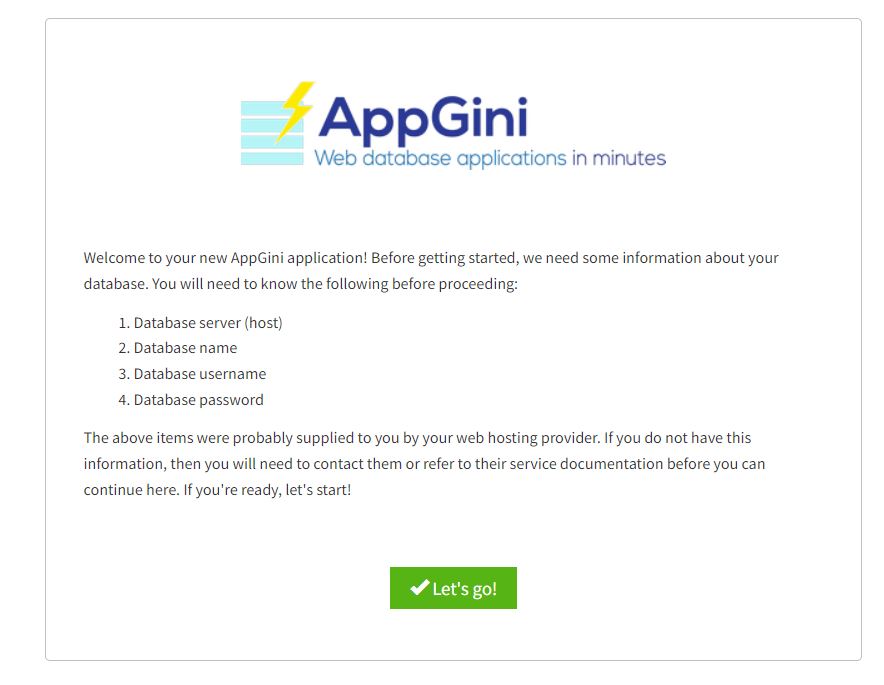 AppGini
Web database applications in minutes
Welcome to your new AppGini application! Before getting started, we need some information about your
database. You will need to know the following before proceeding:
1. Database server (host)
2. Database name
3. Database username
4. Database password
The above items were probably supplied to you by your web hosting provider. If you do not have this
information, then you will need to contact them or refer to their service documentation before you can
continue here. If you're ready, let's start!
Let's go!